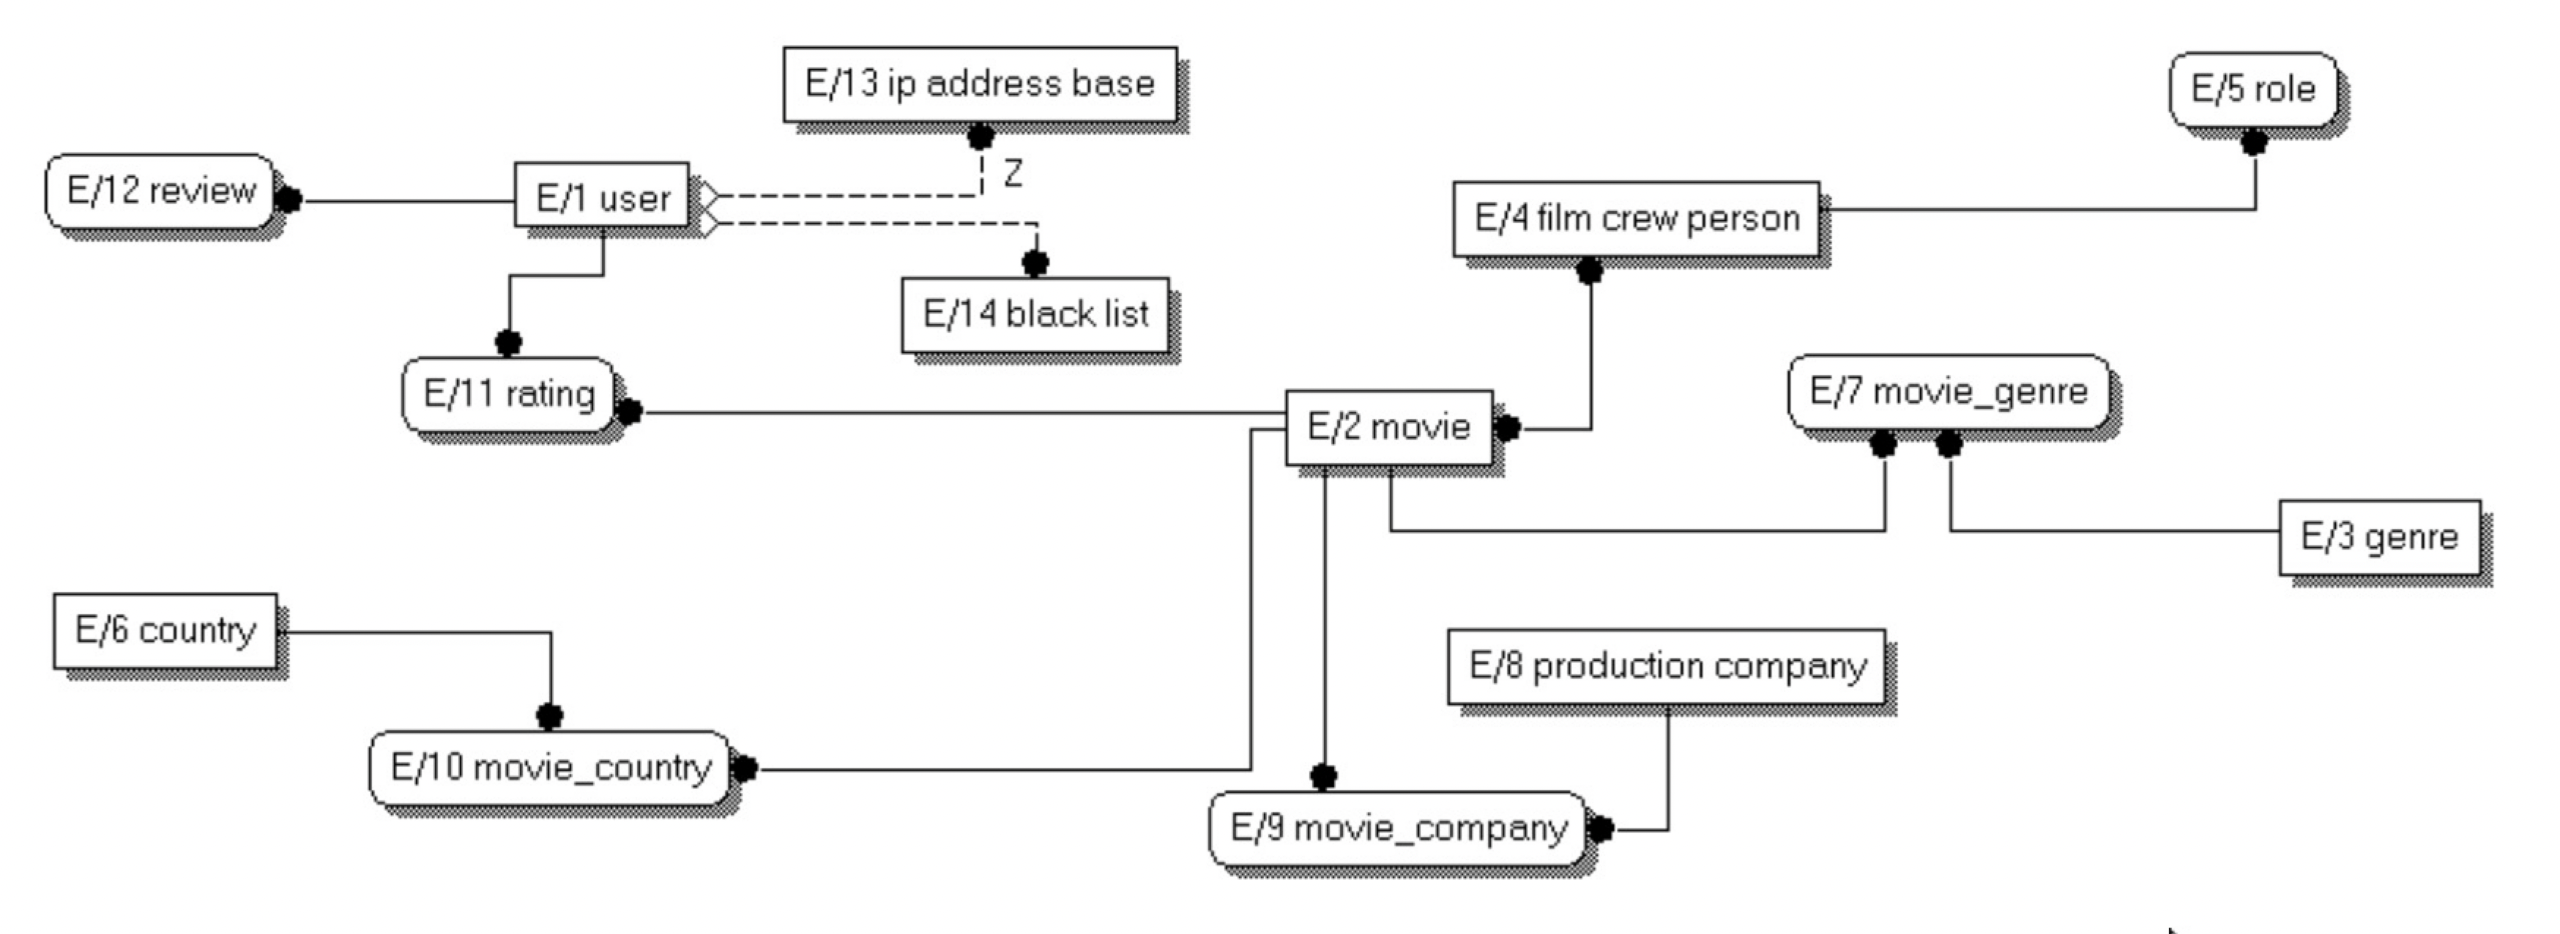 E/13 ip address base
E/5 role
Z
E/12 review
E/1 user
E/4 film crew person
E/14 black list
E/11 rating
E/2 movie
E/7 movie_genre
E/3 genre
E/6 country
E/8 production company
E/10 movie_country
E/9 movie_company